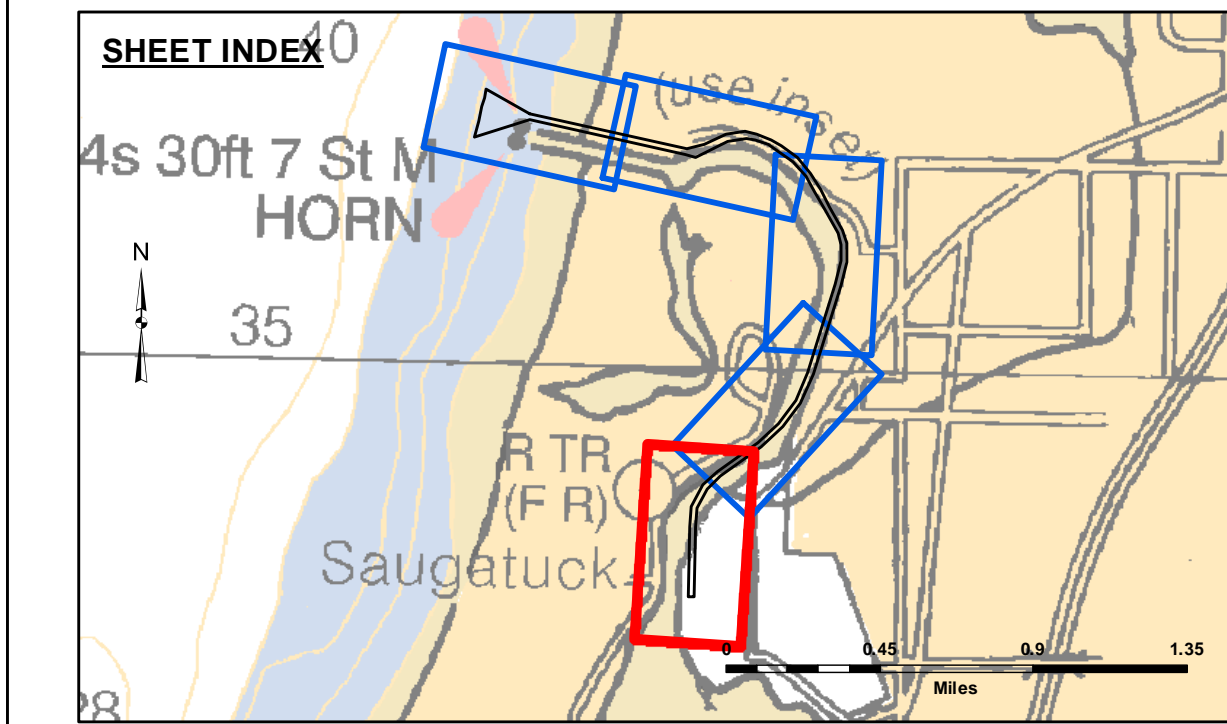 SHEET INDEX
40
(use inset)
4s 30ft 7 St M
HORN
N
35
R TR
(F R)
Saugatuck
0 0.45 0.9 1.35
Miles
28